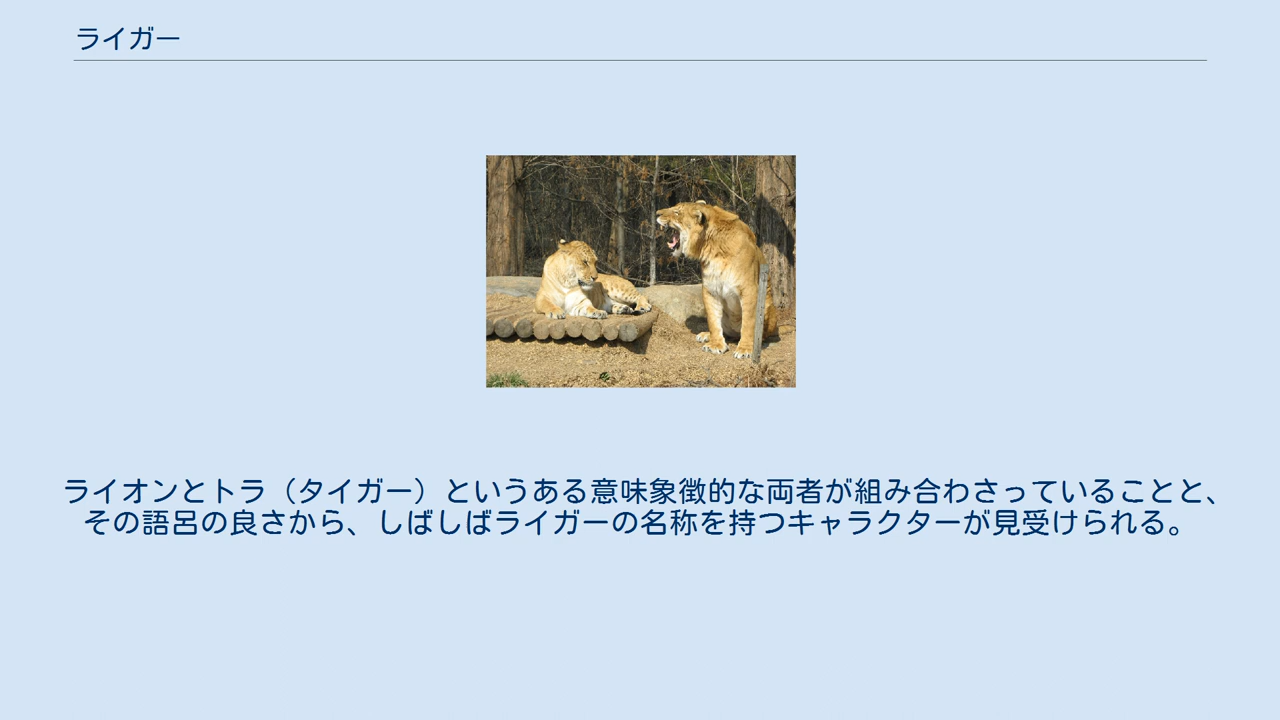 ライガー
ライオンとトラ（タイガー）という​ある意味象徴的な両者が組み合わさっていることと、
その語呂の良さから、しばしばライガーの名称を持つキャラクターが見受けられる。